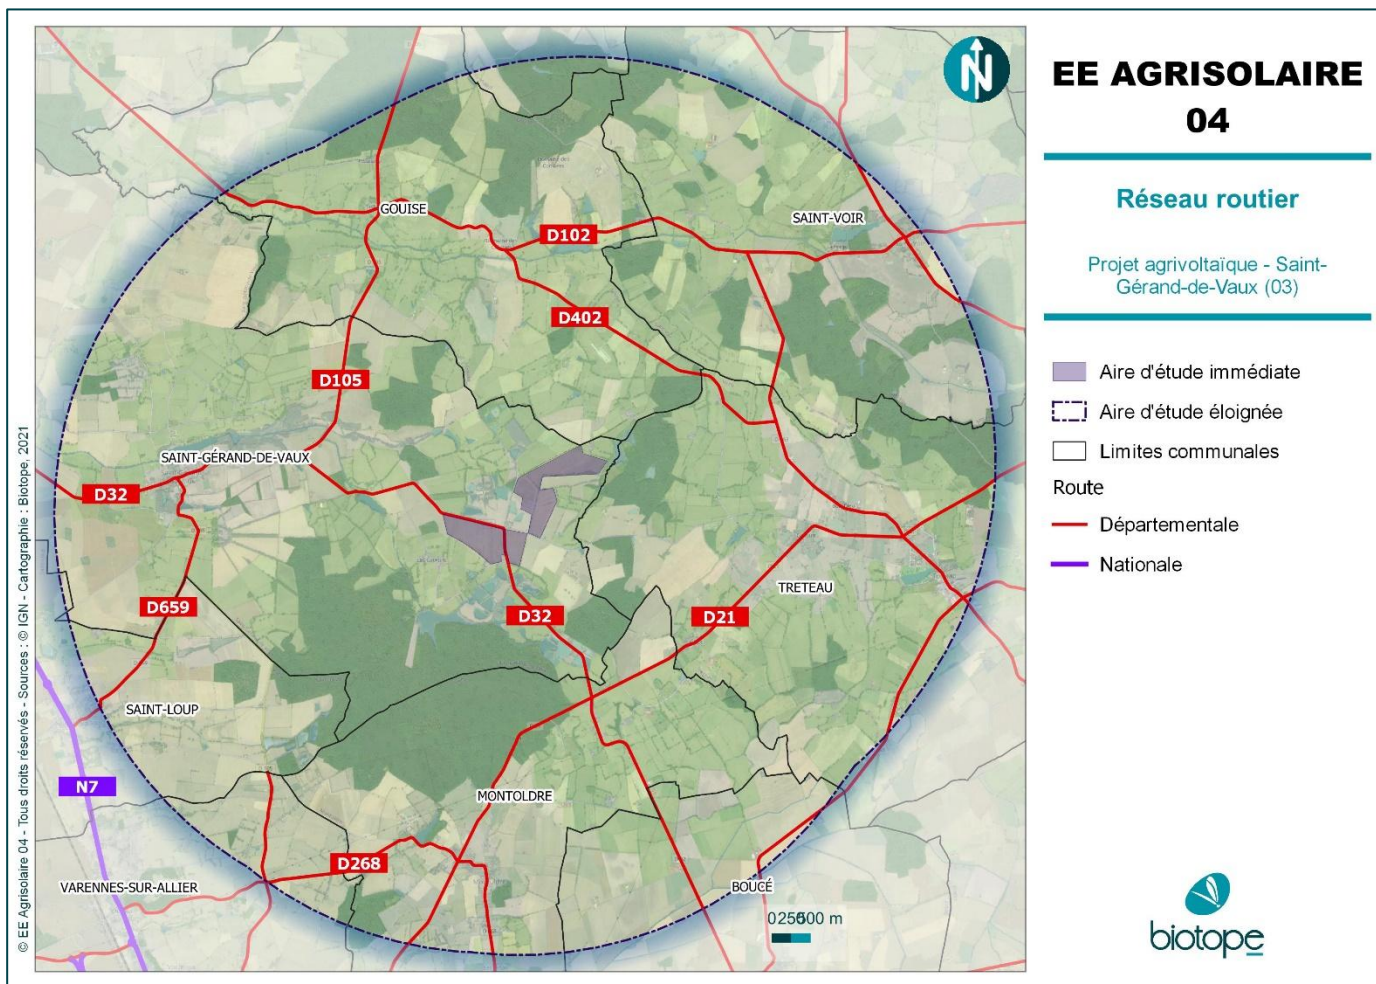 EE AGRISOLAIRE
04
Réseau routier
Projet agrivoltaïque - Saint-
Gérand-de-Vaux (03)
Aire d'étude immédiate
Aire d'étude éloignée
Limites communales
Route
Départementale
Nationale
biotope
N
GOUISE
SAINT-VOIR
D102
D402
D105
SAINT-GÉRAND-DE-VAUX
D32
D659
D32
D21
TRETEAU
SAINT-LOUP
N7
MONTOLDRE
D268
VARENNES-SUR-ALLIER
BOUCÉ
0 250 500 m
© EE Agrisolaire 04 - Tous droits réservés - Sources : © IGN - Cartographie : Biotope, 2021